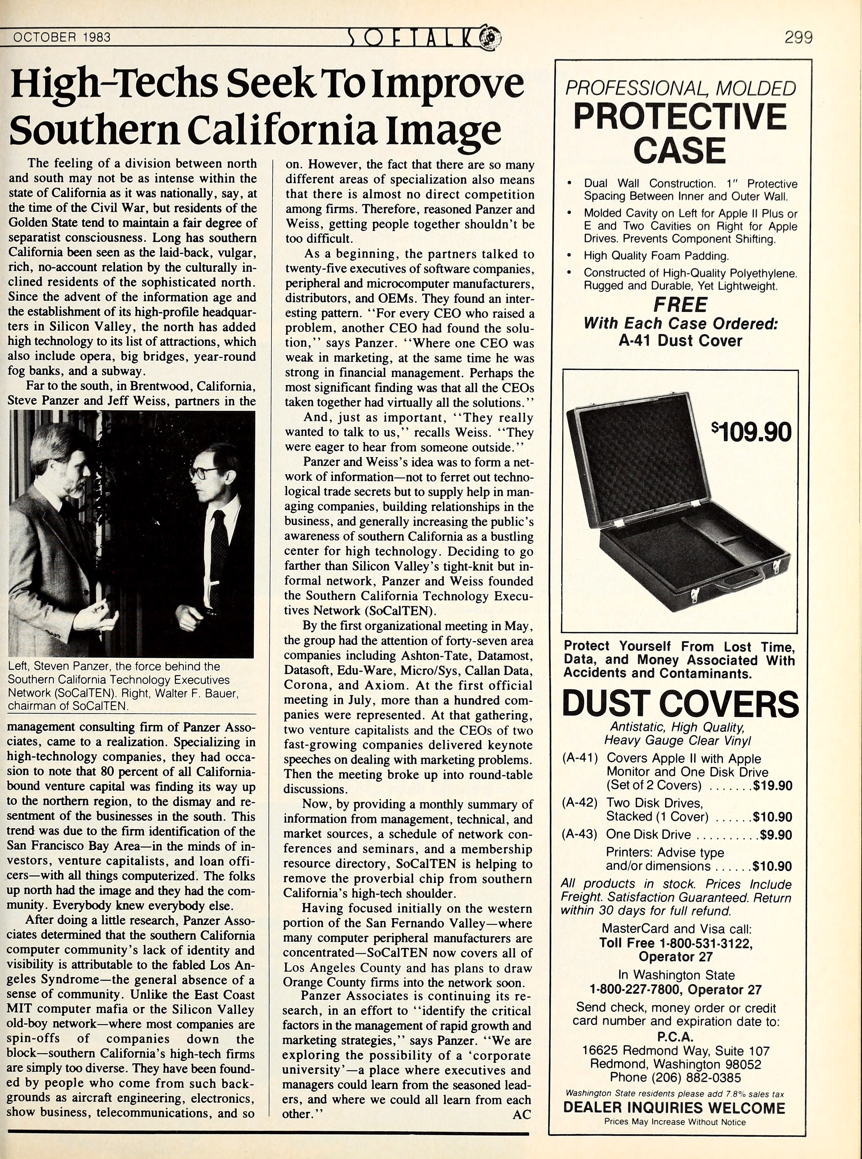 OCTOBER 1983
SOFTALK
299
High-Techs Seek To Improve
Southern California Image
The feeling of a division between north
and south may not be as intense within the
state of California as it was nationally, say, at
the time of the Civil War, but residents of the
Golden State tend to maintain a fair degree of
separatist consciousness. Long has southern
California been seen as the laid-back, vulgar,
rich, no-account relation by the culturally in-
clined residents of the sophisticated north.
Since the advent of the information age and
the establishment of its high-profile headquar-
ters in Silicon Valley, the north has added
high technology to its list of attractions, which
also include opera, big bridges, year-round
fog banks, and a subway.
Far to the south, in Brentwood, California,
Steve Panzer and Jeff Weiss, partners in the
Left, Steven Panzer, the force behind the
Southern California Technology Executives
Network (SoCalTEN). Right, Walter F. Bauer,
chairman of SoCalTEN.
management consulting firm of Panzer Asso-
ciates, came to a realization. Specializing in
high-technology companies, they had occa-
sion to note that 80 percent of all California-
bound venture capital was finding its way up
to the northern region, to the dismay and re-
sentment of the businesses in the south. This
trend was due to the firm identification of the
San Francisco Bay Area—in the minds of in-
vestors, venture capitalists, and loan offi-
cers—with all things computerized. The folks
up north had the image and they had the com-
munity. Everybody knew everybody else.
After doing a little research, Panzer Asso-
ciates determined that the southern California
computer community's lack of identity and
visibility is attributable to the fabled Los An-
geles Syndrome—the general absence of a
sense of community. Unlike the East Coast
MIT computer mafia or the Silicon Valley
old-boy network—where most companies are
spin-offs of companies down the
block—southern California's high-tech firms
are simply too diverse. They have been found-
ed by people who come from such back-
grounds as aircraft engineering, electronics,
show business, telecommunications, and so
on. However, the fact that there are so many
different areas of specialization also means
that there is almost no direct competition
among firms. Therefore, reasoned Panzer and
Weiss, getting people together shouldn't be
too difficult.
As a beginning, the partners talked to
twenty-five executives of software companies,
peripheral and microcomputer manufacturers,
distributors, and OEMs. They found an inter-
esting pattern. ''For every CEO who raised a
problem, another CEO had found the solu-
tion,'' says Panzer. ''Where one CEO was
weak in marketing, at the same time he was
strong in financial management. Perhaps the
most significant finding was that all the CEOs
taken together had virtually all the solutions.''
And, just as important, ''They really
wanted to talk to us,'' recalls Weiss. ''They
were eager to hear from someone outside.''
Panzer and Weiss's idea was to form a net-
work of information—not to ferret out techno-
logical trade secrets but to supply help in man-
aging companies, building relationships in the
business, and generally increasing the public's
awareness of southern California as a bustling
center for high technology. Deciding to go
farther than Silicon Valley's tight-knit but in-
formal network, Panzer and Weiss founded
the Southern California Technology Execu-
tives Network (SoCalTEN).
By the first organizational meeting in May,
the group had the attention of forty-seven area
companies including Ashton-Tate, Datamost,
Datasoft, Edu-Ware, Micro/Sys, Callan Data,
Corona, and Axiom. At the first official
meeting in July, more than a hundred com-
panies were represented. At that gathering,
two venture capitalists and the CEOs of two
fast-growing companies delivered keynote
speeches on dealing with marketing problems.
Then the meeting broke up into round-table
discussions.
Now, by providing a monthly summary of
information from management, technical, and
market sources, a schedule of network con-
ferences and seminars, and a membership
resource directory, SoCalTEN is helping to
remove the proverbial chip from southern
California's high-tech shoulder.
Having focused initially on the western
portion of the San Fernando Valley—where
many computer peripheral manufacturers are
concentrated—SoCalTEN now covers all of
Los Angeles County and has plans to draw
Orange County firms into the network soon.
Panzer Associates is continuing its re-
search, in an effort to ''identify the critical
factors in the management of rapid growth and
marketing strategies,'' says Panzer. ''We are
exploring the possibility of a 'corporate
university'—a place where executives and
managers could learn from the seasoned lead-
ers, and where we could all learn from each
other.'' AC
PROFESSIONAL, MOLDED
PROTECTIVE
CASE
• Dual Wall Construction. 1" Protective
Spacing Between Inner and Outer Wall.
• Molded Cavity on Left for Apple II Plus or
E and Two Cavities on Right for Apple
Drives. Prevents Component Shifting.
• High Quality Foam Padding.
• Constructed of High-Quality Polyethylene.
Rugged and Durable, Yet Lightweight.
FREE
With Each Case Ordered:
A-41 Dust Cover
$109.90
Protect Yourself From Lost Time,
Data, and Money Associated With
Accidents and Contaminants.
DUST COVERS
Antistatic, High Quality,
Heavy Gauge Clear Vinyl
(A-41) Covers Apple II with Apple
Monitor and One Disk Drive
(Set of 2 Covers) .......$19.90
(A-42) Two Disk Drives,
Stacked (1 Cover) ......$10.90
(A-43) One Disk Drive ..........$9.90
Printers: Advise type
and/or dimensions ......$10.90
All products in stock. Prices Include
Freight. Satisfaction Guaranteed. Return
within 30 days for full refund.
MasterCard and Visa call:
Toll Free 1-800-531-3122,
Operator 27
In Washington State
1-800-227-7800, Operator 27
Send check, money order or credit
card number and expiration date to:
P.C.A.
16625 Redmond Way, Suite 107
Redmond, Washington 98052
Phone (206) 882-0385
Washington State residents please add 7.8% sales tax
DEALER INQUIRIES WELCOME
Prices May Increase Without Notice